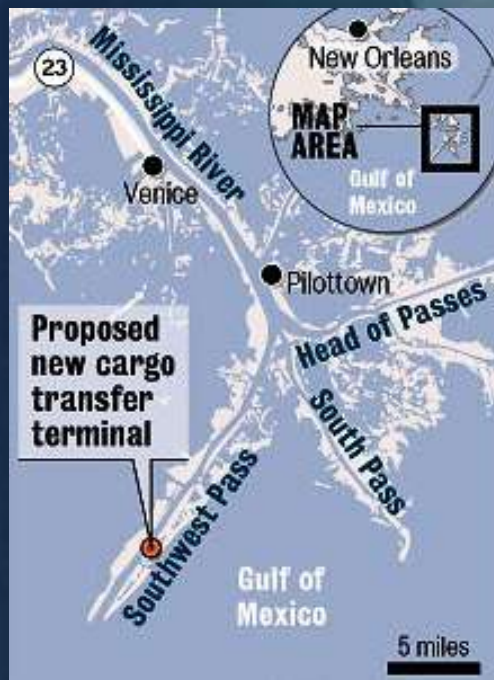 New Orleans
MAP
AREA
Gulf of
Mexico
23
Mississippi River
Venice
Pilottown
Head of Passes
Proposed
new cargo
transfer
terminal
South Pass
Southwest Pass
Gulf of
Mexico
5 miles